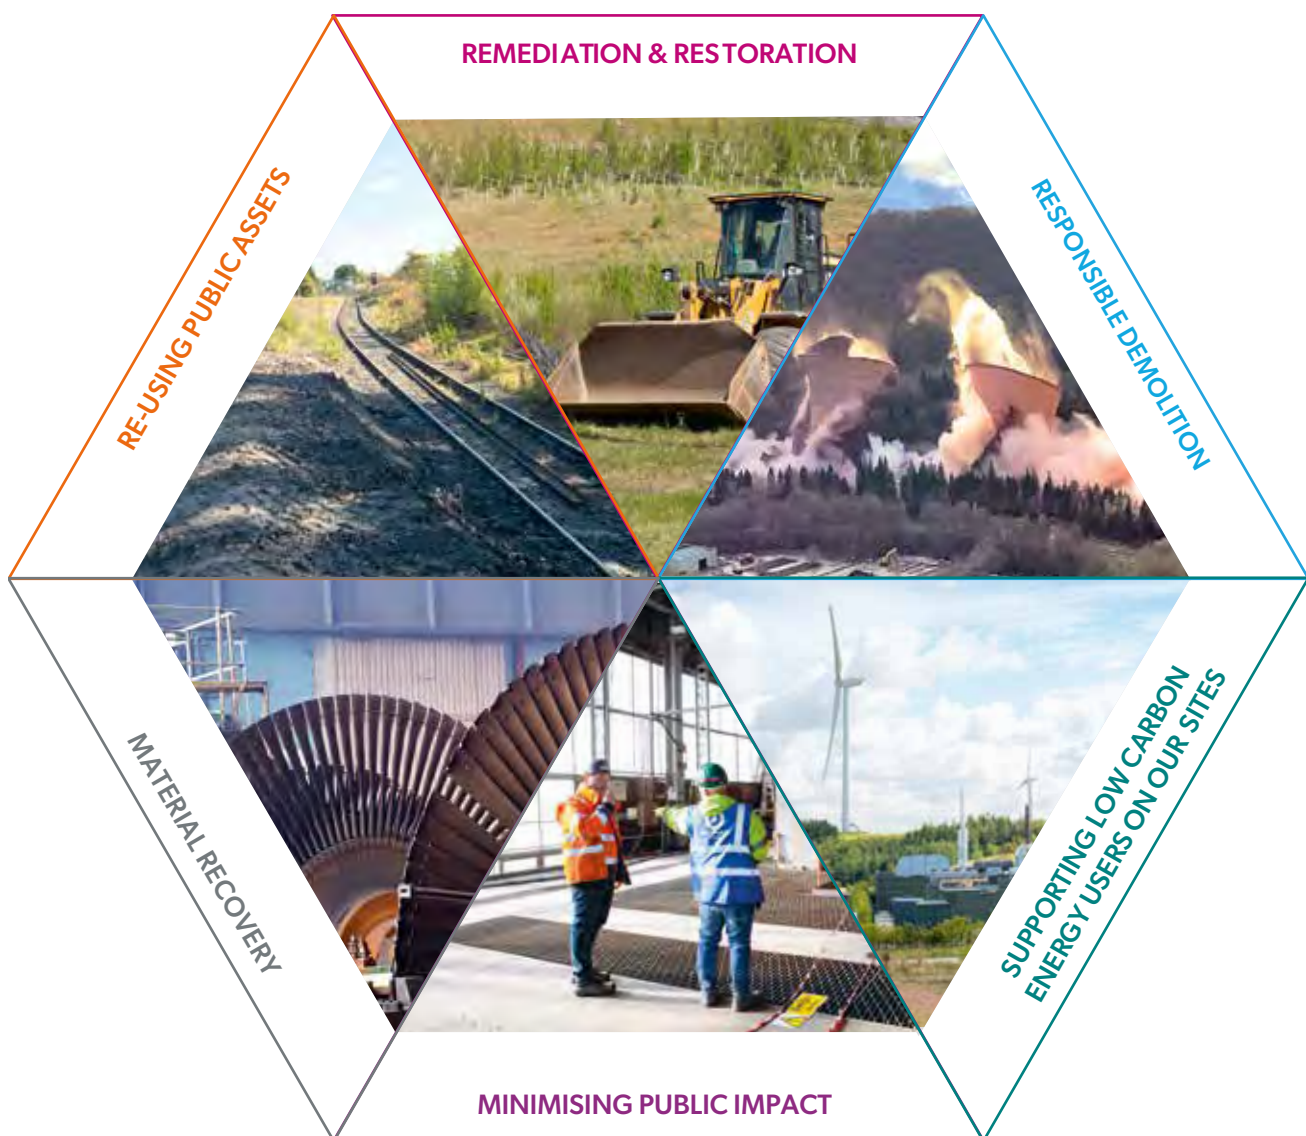 REMEDIATION & RESTORATION
RE-USING PUBLIC ASSETS
RESPONSIBLE DEMOLITION
MATERIAL RECOVERY
SUPPORTING LOW CARBON
ENERGY USERS ON OUR SITES
MINIMISING PUBLIC IMPACT